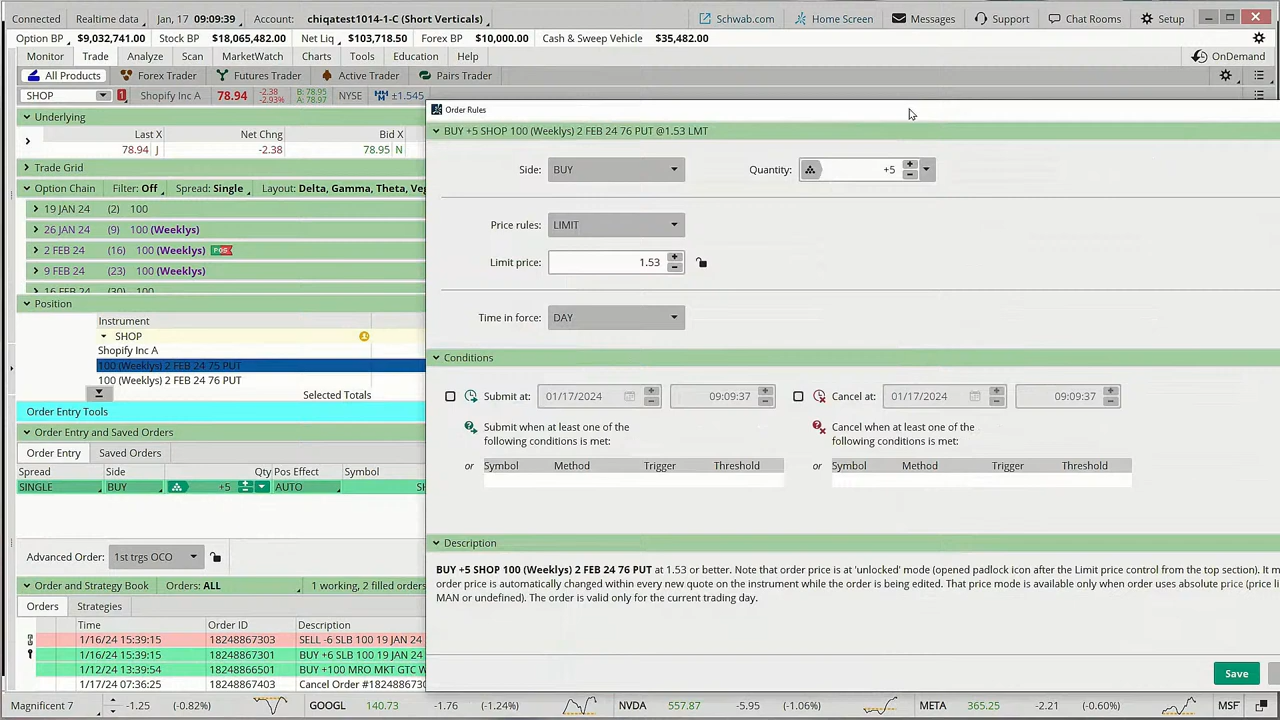 Connected Realtime data Jan, 17 09:09:39 Account: chiqatest1014-1-C (Short Verticals) Schwab.com Home Screen Messages Support Chat Rooms Setup
Option BP $9,032,741.00 Stock BP $18,065,482.00 Net Liq $103,718.50 Forex BP $10,000.00 Cash & Sweep Vehicle $35,482.00
Monitor Trade Analyze Scan MarketWatch Charts Tools Education Help OnDemand
All Products Forex Trader Futures Trader Active Trader Pairs Trader
SHOP 1 Shopify Inc A 78.94 -2.38 -2.93% B: 78.95 A: 78.97 NYSE ±1.545
Order Rules
Underlying
BUY +5 SHOP 100 (Weeklys) 2 FEB 24 76 PUT @1.53 LMT
Last X Net Chng Bid X
78.94 J -2.38 78.95 N
Side: BUY Quantity: +5
Trade Grid
Option Chain Filter: Off Spread: Single Layout: Delta, Gamma, Theta, Veg
19 JAN 24 (2) 100
26 JAN 24 (9) 100 (Weeklys)
Price rules: LIMIT
2 FEB 24 (16) 100 (Weeklys) POS
Limit price: 1.53
9 FEB 24 (23) 100 (Weeklys)
16 FEB 24 (30) 100
Position
Time in force: DAY
Instrument
SHOP
Shopify Inc A
Conditions
100 (Weeklys) 2 FEB 24 75 PUT
100 (Weeklys) 2 FEB 24 76 PUT
Selected Totals
Submit at: 01/17/2024 09:09:37 Cancel at: 01/17/2024 09:09:37
Order Entry Tools
Submit when at least one of the following conditions is met: Cancel when at least one of the following conditions is met:
Order Entry and Saved Orders
Order Entry Saved Orders
or Symbol Method Trigger Threshold or Symbol Method Trigger Threshold
Spread Side Qty Pos Effect Symbol
SINGLE BUY +5 AUTO SH
Description
Advanced Order: 1st trgs OCO
BUY +5 SHOP 100 (Weeklys) 2 FEB 24 76 PUT at 1.53 or better. Note that order price is at 'unlocked' mode (opened padlock icon after the Limit price control from the top section). It m
order price is automatically changed within every new quote on the instrument while the order is being edited. That price mode is available only when order uses absolute price (price li
MAN or undefined). The order is valid only for the current trading day.
Order and Strategy Book Orders: ALL 1 working, 2 filled orders
Orders Strategies
Time Order ID Description
1/16/24 15:39:15 18248867303 SELL -6 SLB 100 19 JAN 24
1/16/24 15:39:15 18248867301 BUY +6 SLB 100 19 JAN 24
1/12/24 13:39:54 18248866501 BUY +100 MRO MKT GTC W
1/17/24 07:36:25 18248867403 Cancel Order #1824886730
Save
Magnificent 7 -1.25 (-0.82%) GOOGL 140.73 -1.76 (-1.24%) NVDA 557.87 -5.95 (-1.06%) META 365.25 -2.21 (-0.60%) MSF